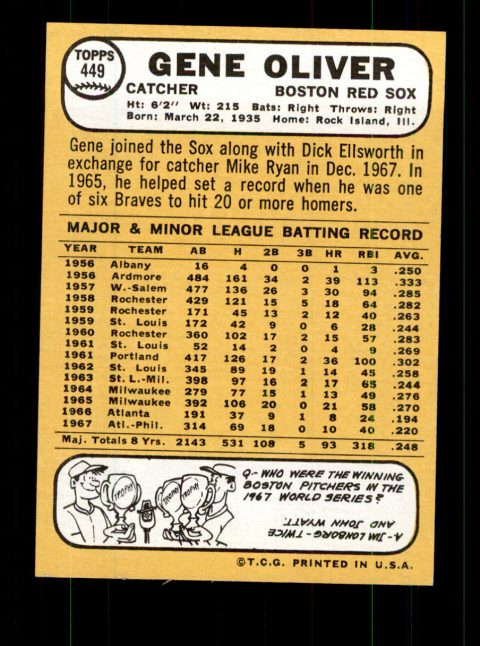 TOPPS
449
GENE OLIVER
CATCHER BOSTON RED SOX
Ht: 6'2" Wt: 215 Bats: Right Throws: Right
Born: March 22, 1935 Home: Rock Island, Ill.
Gene joined the Sox along with Dick Ellsworth in
exchange for catcher Mike Ryan in Dec. 1967. In
1965, he helped set a record when he was one
of six Braves to hit 20 or more homers.
MAJOR & MINOR LEAGUE BATTING RECORD
YEAR TEAM AB H 2B 3B HR RBI AVG.
1956 Albany 16 4 0 0 1 3 .250
1956 Ardmore 484 161 34 2 39 113 .333
1957 W.-Salem 477 136 26 3 30 94 .285
1958 Rochester 429 121 15 5 18 64 .282
1959 Rochester 171 45 13 2 12 40 .263
1959 St. Louis 172 42 9 0 6 28 .244
1960 Rochester 360 102 17 2 15 57 .283
1961 St. Louis 52 14 2 0 4 9 .269
1961 Portland 417 126 17 2 36 100 .302
1962 St. Louis 345 89 19 1 14 45 .258
1963 St. L.-Mil. 398 97 16 2 17 65 .244
1964 Milwaukee 279 77 15 1 13 49 .276
1965 Milwaukee 392 106 20 0 21 58 .270
1966 Atlanta 191 37 9 1 8 24 .194
1967 Atl.-Phil. 314 69 18 0 10 40 .220
Maj. Totals 8 Yrs. 2143 531 108 5 93 318 .248
TROPHY
TROPHY
TROPHY
Q-WHO WERE THE WINNING
BOSTON PITCHERS IN THE
1967 WORLD SERIES?
A-JIM LONBORG-TWICE
AND JOHN WYATT.
©T.C.G. PRINTED IN U.S.A.